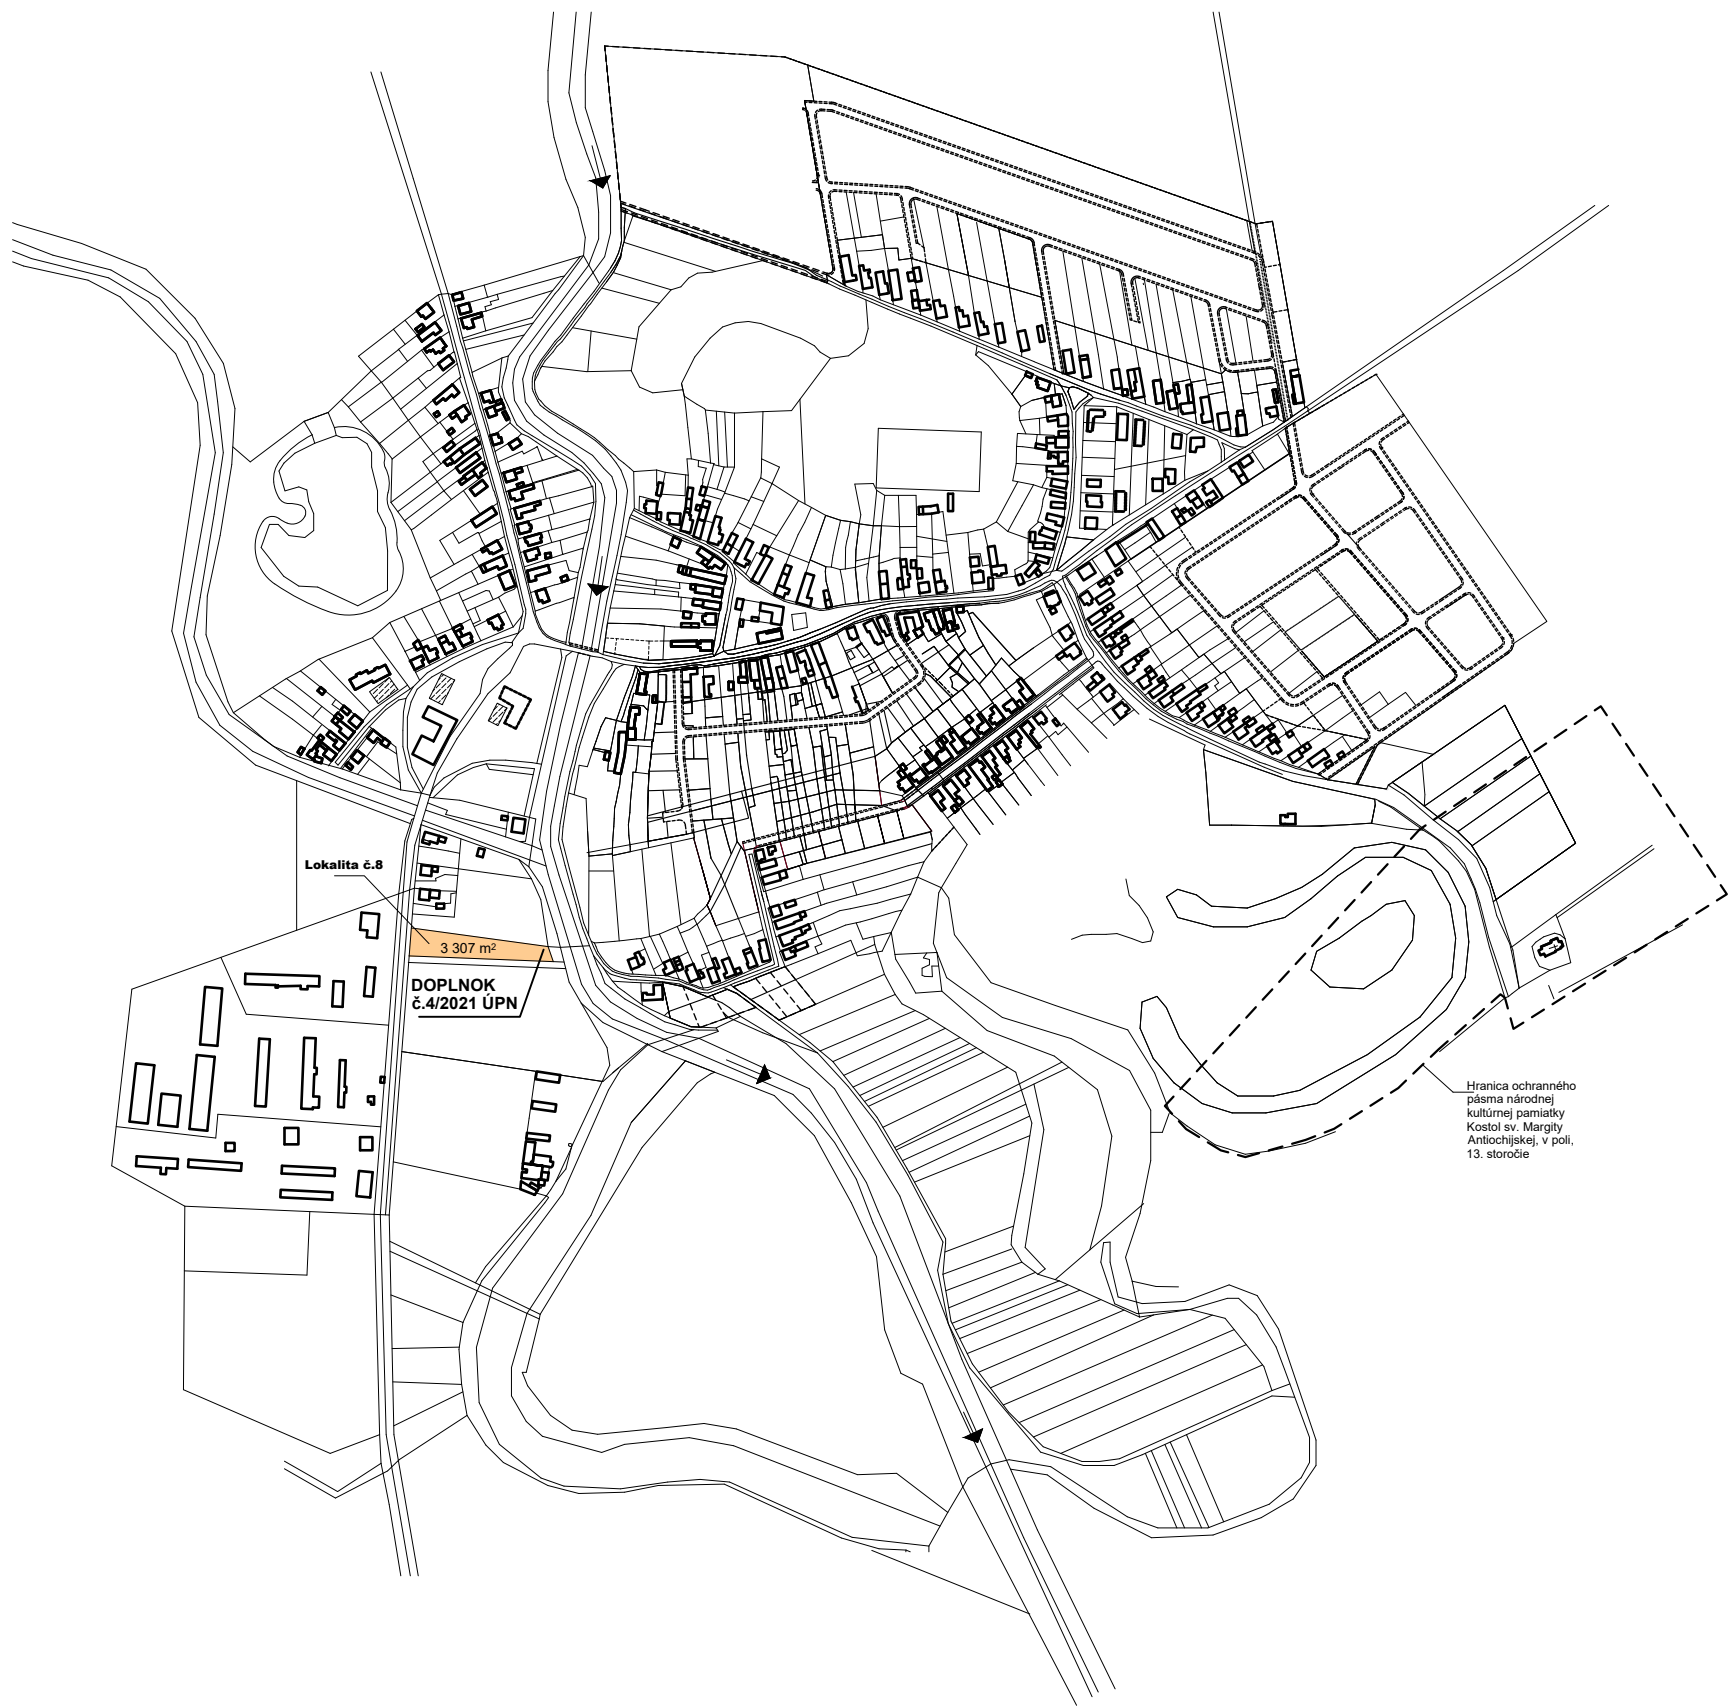 Lokalita č.8
3 307 m²
DOPLNOK
č.4/2021 ÚPN
Hranica ochranného
pásma národnej
kultúrnej pamiatky
Kostol sv. Margity
Antiochijskej, v poli,
13. storočie